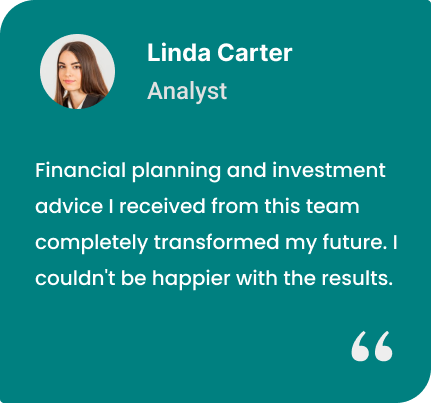 Linda Carter
Analyst
Financial planning and investment
advice I received from this team
completely transformed my future. I
couldn't be happier with the results.
“